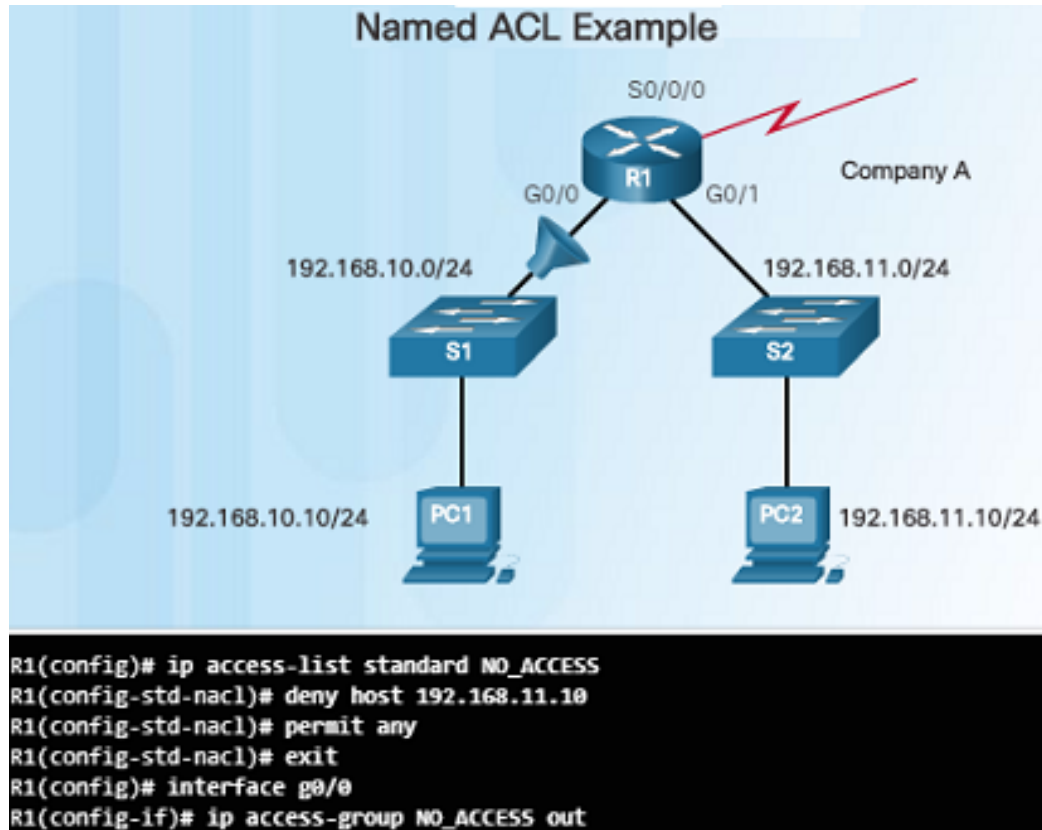 Named ACL Example
S0/0/0
R1
Company A
G0/0
G0/1
192.168.10.0/24
192.168.11.0/24
S1
S2
192.168.10.10/24
PC1
PC2
192.168.11.10/24
R1(config)# ip access-list standard NO_ACCESS
R1(config-std-nacl)# deny host 192.168.11.10
R1(config-std-nacl)# permit any
R1(config-std-nacl)# exit
R1(config)# interface g0/0
R1(config-if)# ip access-group NO_ACCESS out